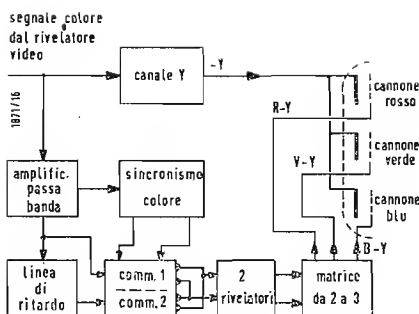 segnale colore
dal rivelatore
video
canale Y
-Y
R-Y
cannone
rosso
1871/16
V-Y
cannone
verde
amplific.
passa
banda
sincronismo
colore
cannone
blu
B-Y
linea
di
ritardo
comm. 1
comm. 2
2
rivelatori
matrice
da 2 a 3